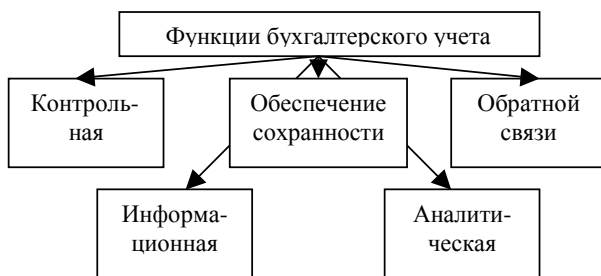 Функции бухгалтерского учета
Контроль-
ная
Обеспечение
сохранности
Обратной
связи
Информа-
ционная
Аналити-
ческая